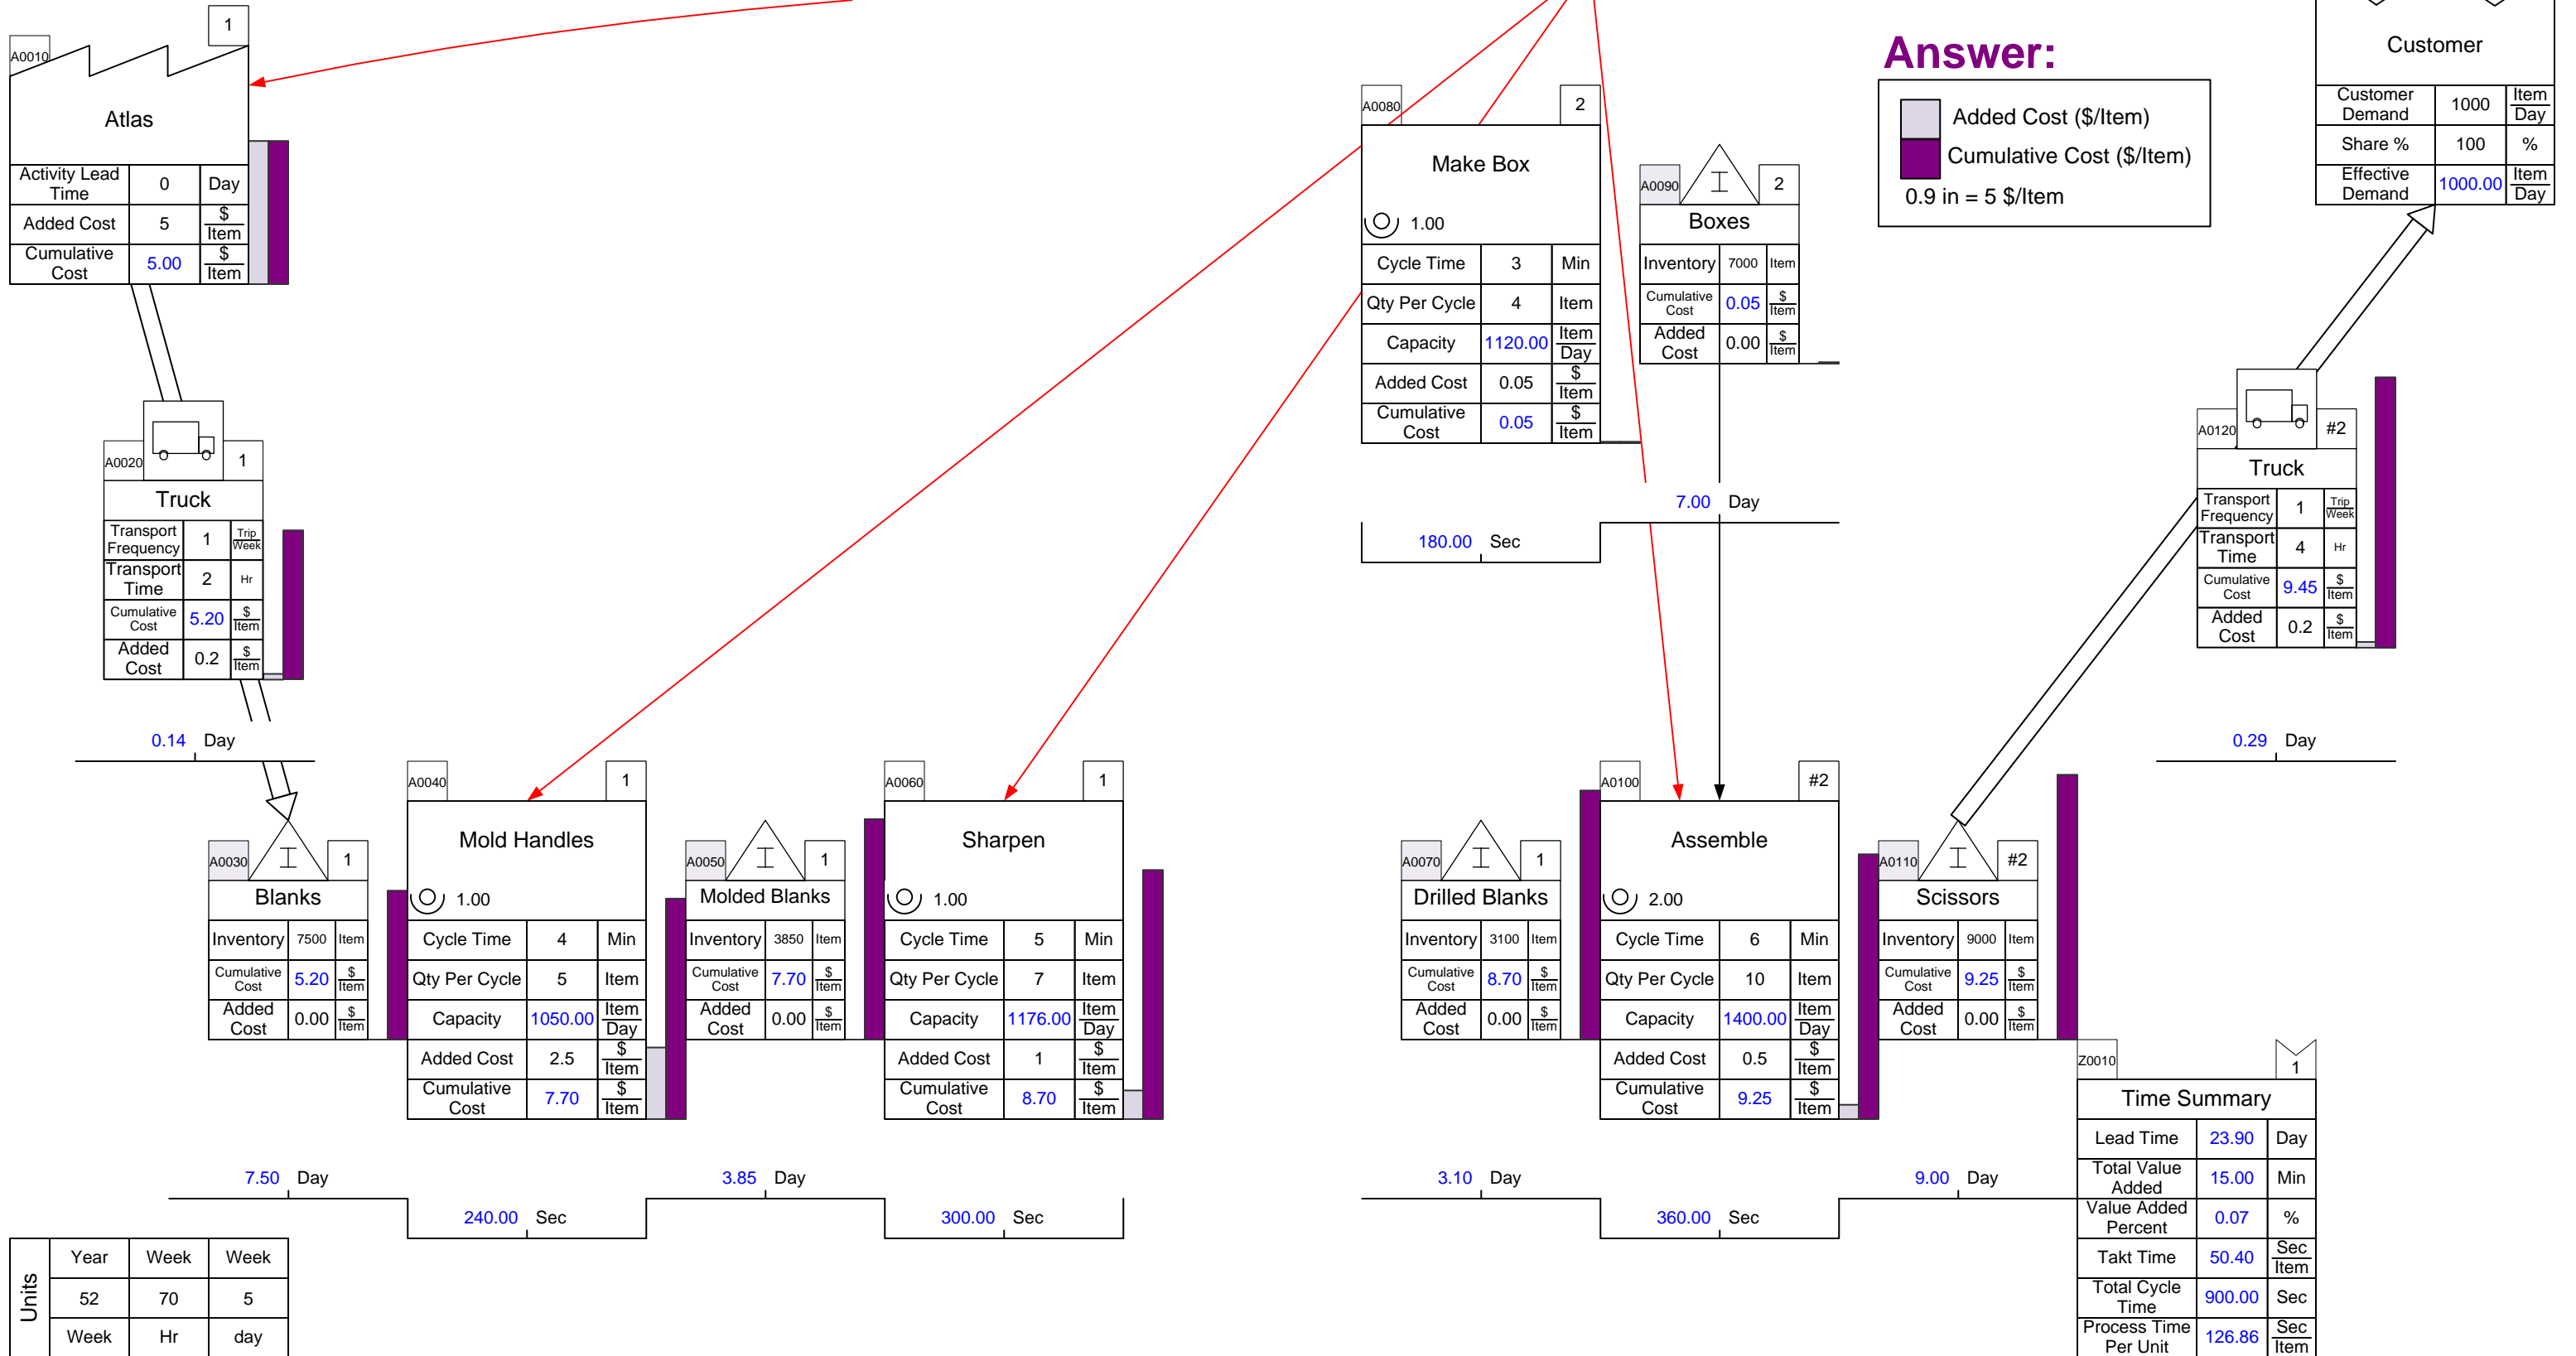 1
A0010
Atlas
Activity Lead Time 0 Day
Added Cost 5 $ Item
Cumulative Cost 5.00 $ Item
A0020
1
Truck
Transport Frequency 1 Trip Week
Transport Time 2 Hr
Cumulative Cost 5.20 $ Item
Added Cost 0.2 $ Item
0.14 Day
A0080
2
Make Box
1.00
Cycle Time 3 Min
Qty Per Cycle 4 Item
Capacity 1120.00 Item Day
Added Cost 0.05 $ Item
Cumulative Cost 0.05 $ Item
180.00 Sec
A0090
I
2
Boxes
Inventory 7000 Item
Cumulative Cost 0.05 $ Item
Added Cost 0.00 $ Item
7.00 Day
Answer:
Added Cost ($/Item)
Cumulative Cost ($/Item)
0.9 in = 5 $/Item
Customer
Customer Demand 1000 Item Day
Share % 100 %
Effective Demand 1000.00 Item Day
A0120
#2
Truck
Transport Frequency 1 Trip Week
Transport Time 4 Hr
Cumulative Cost 9.45 $ Item
Added Cost 0.2 $ Item
0.29 Day
A0030
I
1
Blanks
Inventory 7500 Item
Cumulative Cost 5.20 $ Item
Added Cost 0.00 $ Item
7.50 Day
A0040
1
Mold Handles
1.00
Cycle Time 4 Min
Qty Per Cycle 5 Item
Capacity 1050.00 Item Day
Added Cost 2.5 $ Item
Cumulative Cost 7.70 $ Item
240.00 Sec
A0050
I
1
Molded Blanks
Inventory 3850 Item
Cumulative Cost 7.70 $ Item
Added Cost 0.00 $ Item
3.85 Day
A0060
1
Sharpen
1.00
Cycle Time 5 Min
Qty Per Cycle 7 Item
Capacity 1176.00 Item Day
Added Cost 1 $ Item
Cumulative Cost 8.70 $ Item
300.00 Sec
A0070
I
1
Drilled Blanks
Inventory 3100 Item
Cumulative Cost 8.70 $ Item
Added Cost 0.00 $ Item
3.10 Day
A0100
#2
Assemble
2.00
Cycle Time 6 Min
Qty Per Cycle 10 Item
Capacity 1400.00 Item Day
Added Cost 0.5 $ Item
Cumulative Cost 9.25 $ Item
360.00 Sec
A0110
I
#2
Scissors
Inventory 9000 Item
Cumulative Cost 9.25 $ Item
Added Cost 0.00 $ Item
9.00 Day
Z0010
1
Time Summary
Lead Time 23.90 Day
Total Value Added 15.00 Min
Value Added Percent 0.07 %
Takt Time 50.40 Sec Item
Total Cycle Time 900.00 Sec
Process Time Per Unit 126.86 Sec Item
Units
Year Week Week
52 70 5
Week Hr day